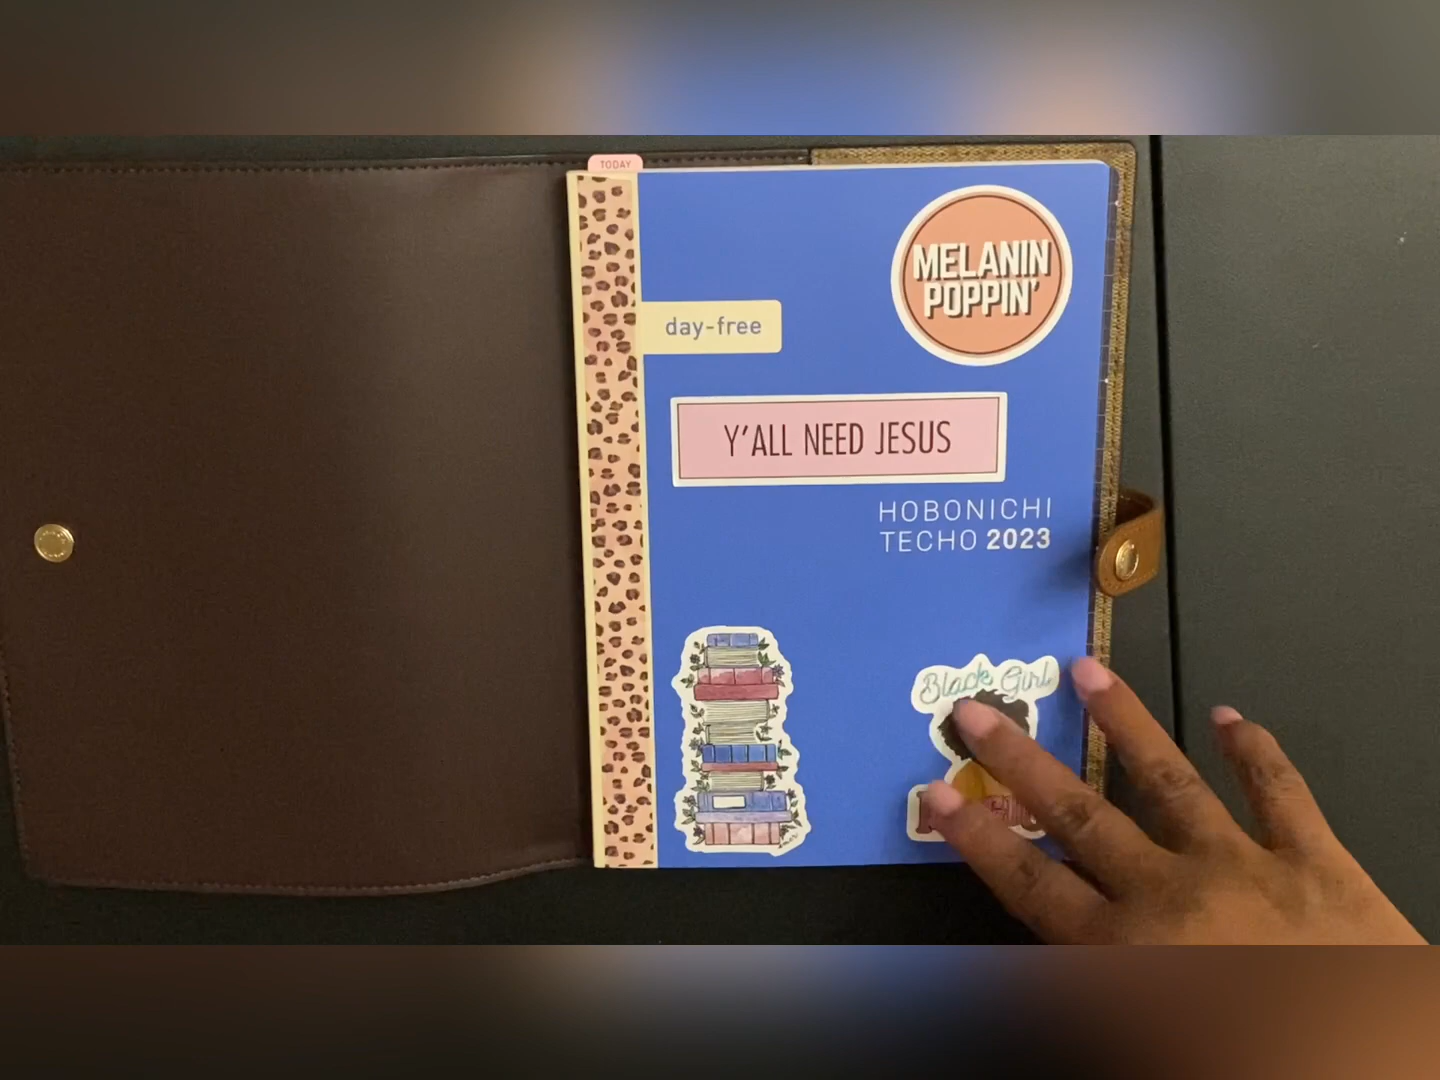 TODAY
MELANIN
POPPIN'
day-free
Y'ALL NEED JESUS
HOBONICHI
TECHO 2023
Black Girl